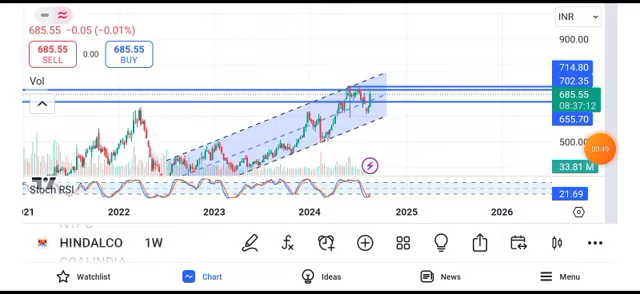 INR
685.55 −0.05 (−0.01%)
900.00
685.55
SELL
0.00
685.55
BUY
714.80
702.35
Vol
685.55
08:37:12
655.70
500.00
00:49
33.81 M
Stoch RSI
21.69
2022
2023
2024
2025
2026
HINDALCO 1W
COALINDIA
Watchlist
Chart
Ideas
News
Menu